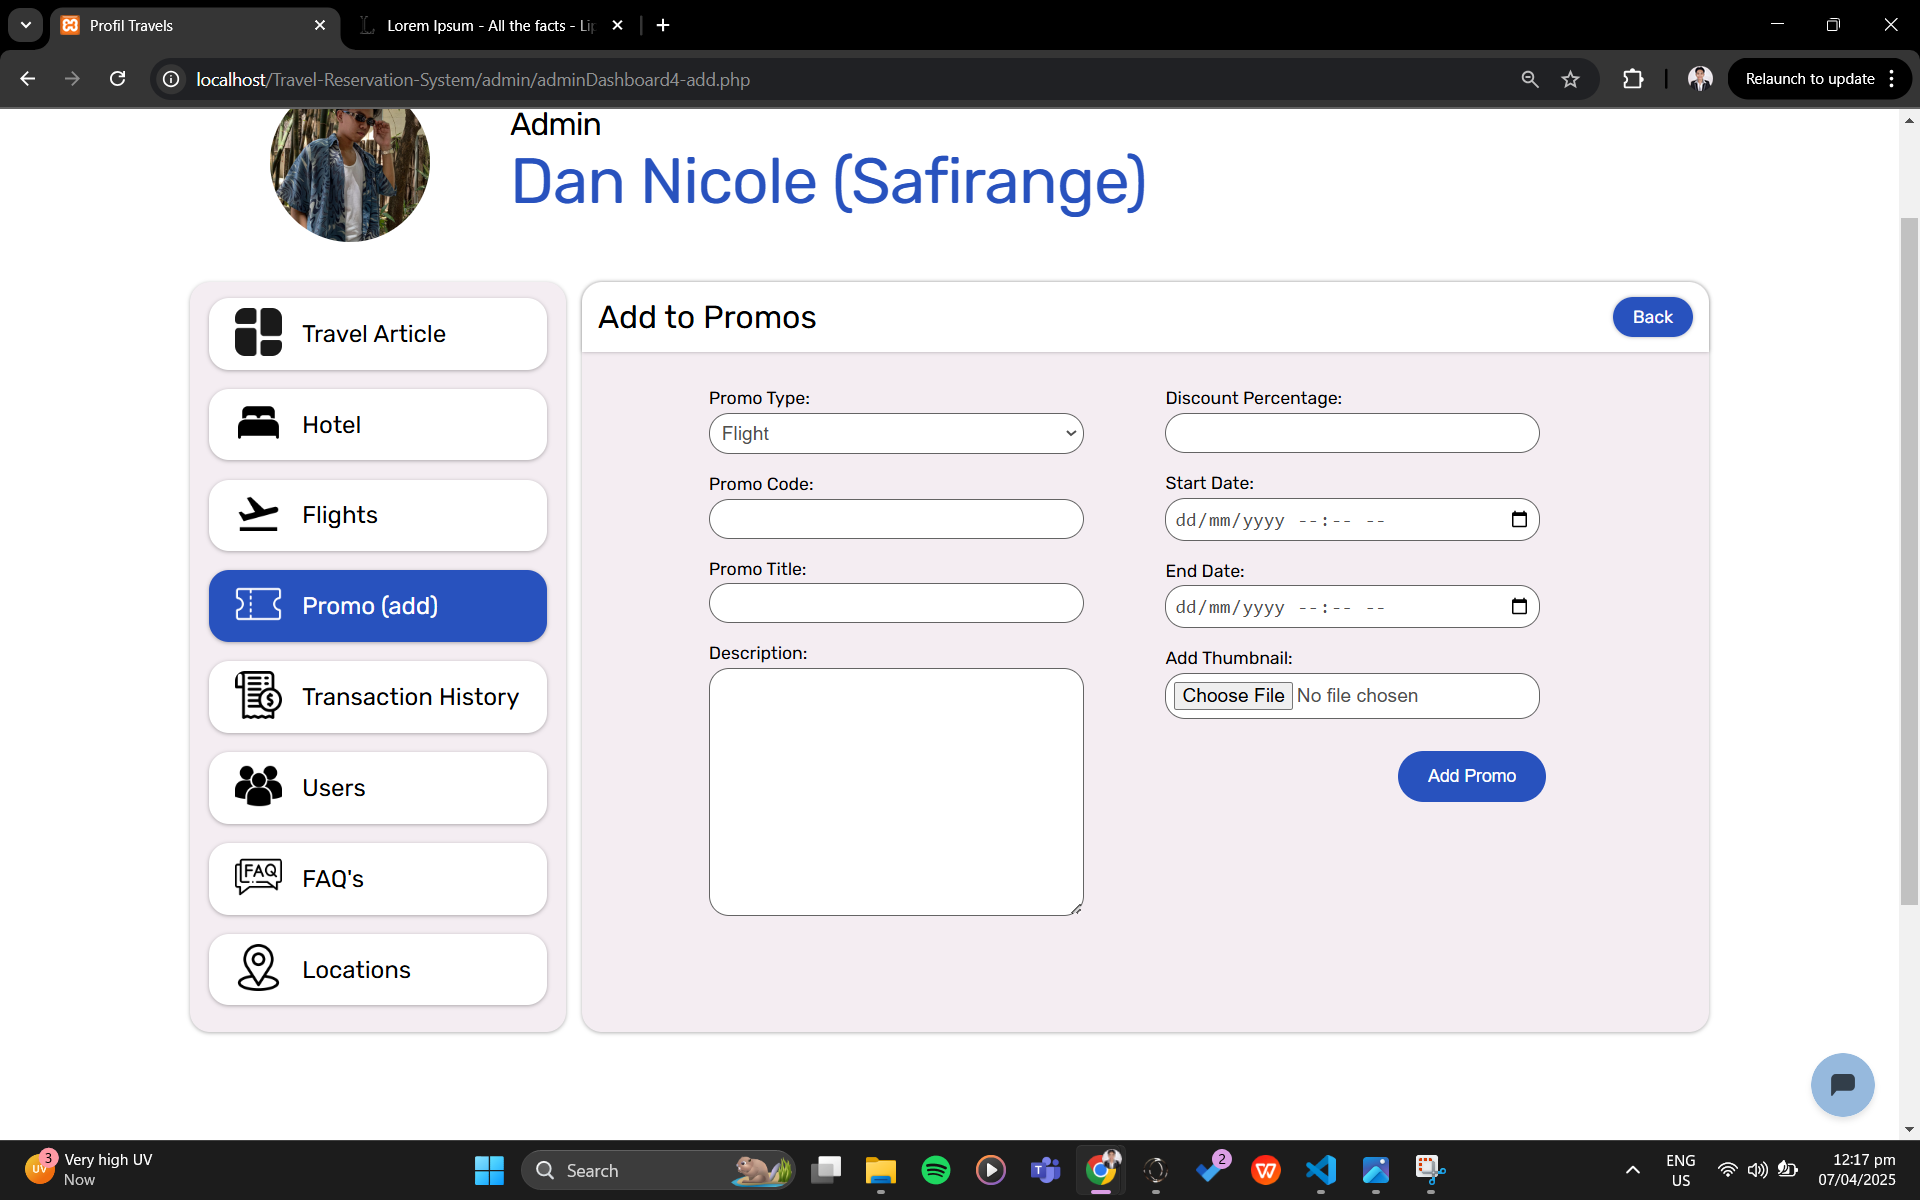 Profil Travels
Lorem Ipsum - All the facts - Lip
localhost/Travel-Reservation-System/admin/adminDashboard4-add.php
Relaunch to update
Admin
Dan Nicole (Safirange)
Travel Article
Hotel
Flights
Promo (add)
Transaction History
Users
FAQ
FAQ's
Locations
Add to Promos
Back
Promo Type:
Flight
Promo Code:
Promo Title:
Description:
Discount Percentage:
Start Date:
dd/mm/yyyy --:-- --
End Date:
dd/mm/yyyy --:-- --
Add Thumbnail:
Choose File No file chosen
Add Promo
UV
3
Very high UV
Now
Search
2
ENG
US
12:17 pm
07/04/2025